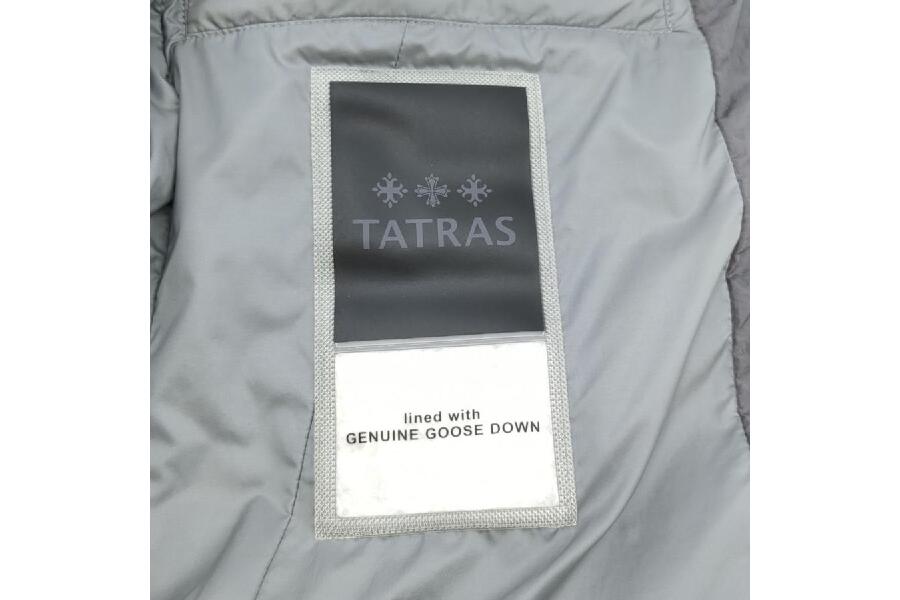 TATRAS
lined with
GENUINE GOOSE DOWN